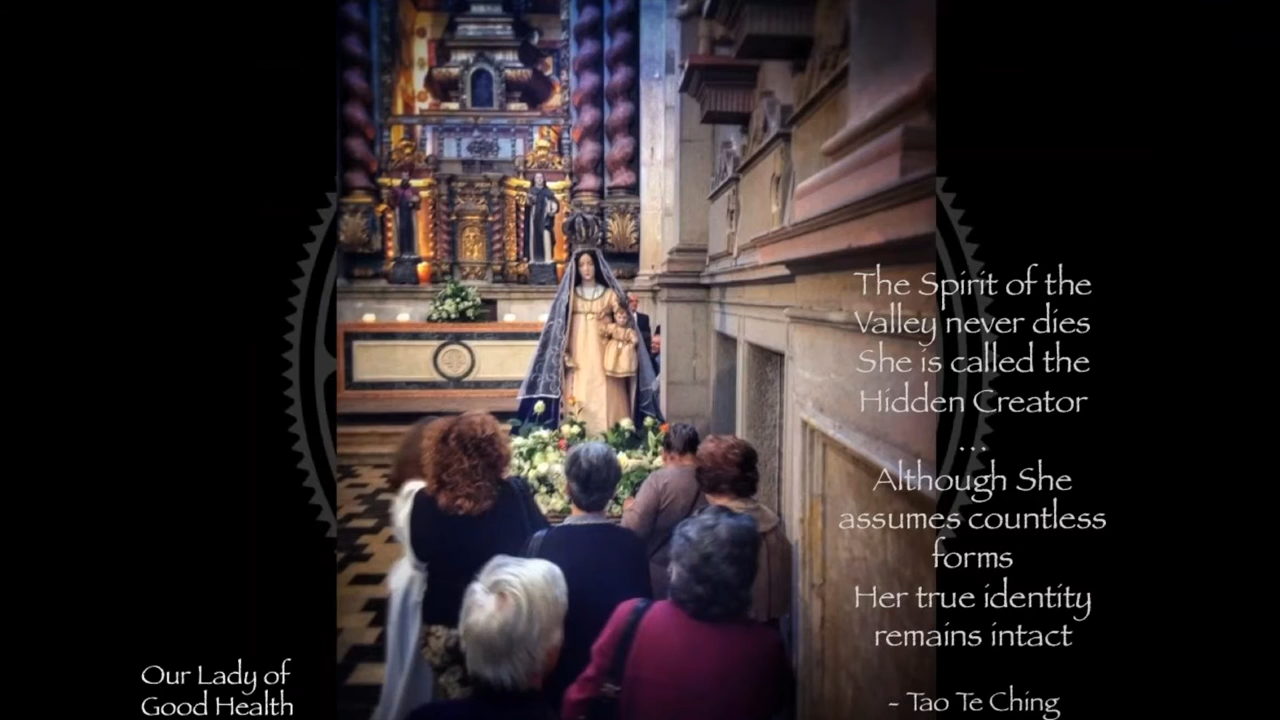 The Spirit of the
Valley never dies
She is called the
Hidden Creator
...
Although She
assumes countless
forms
Her true identity
remains intact
- Tao Te Ching
Our Lady of
Good Health